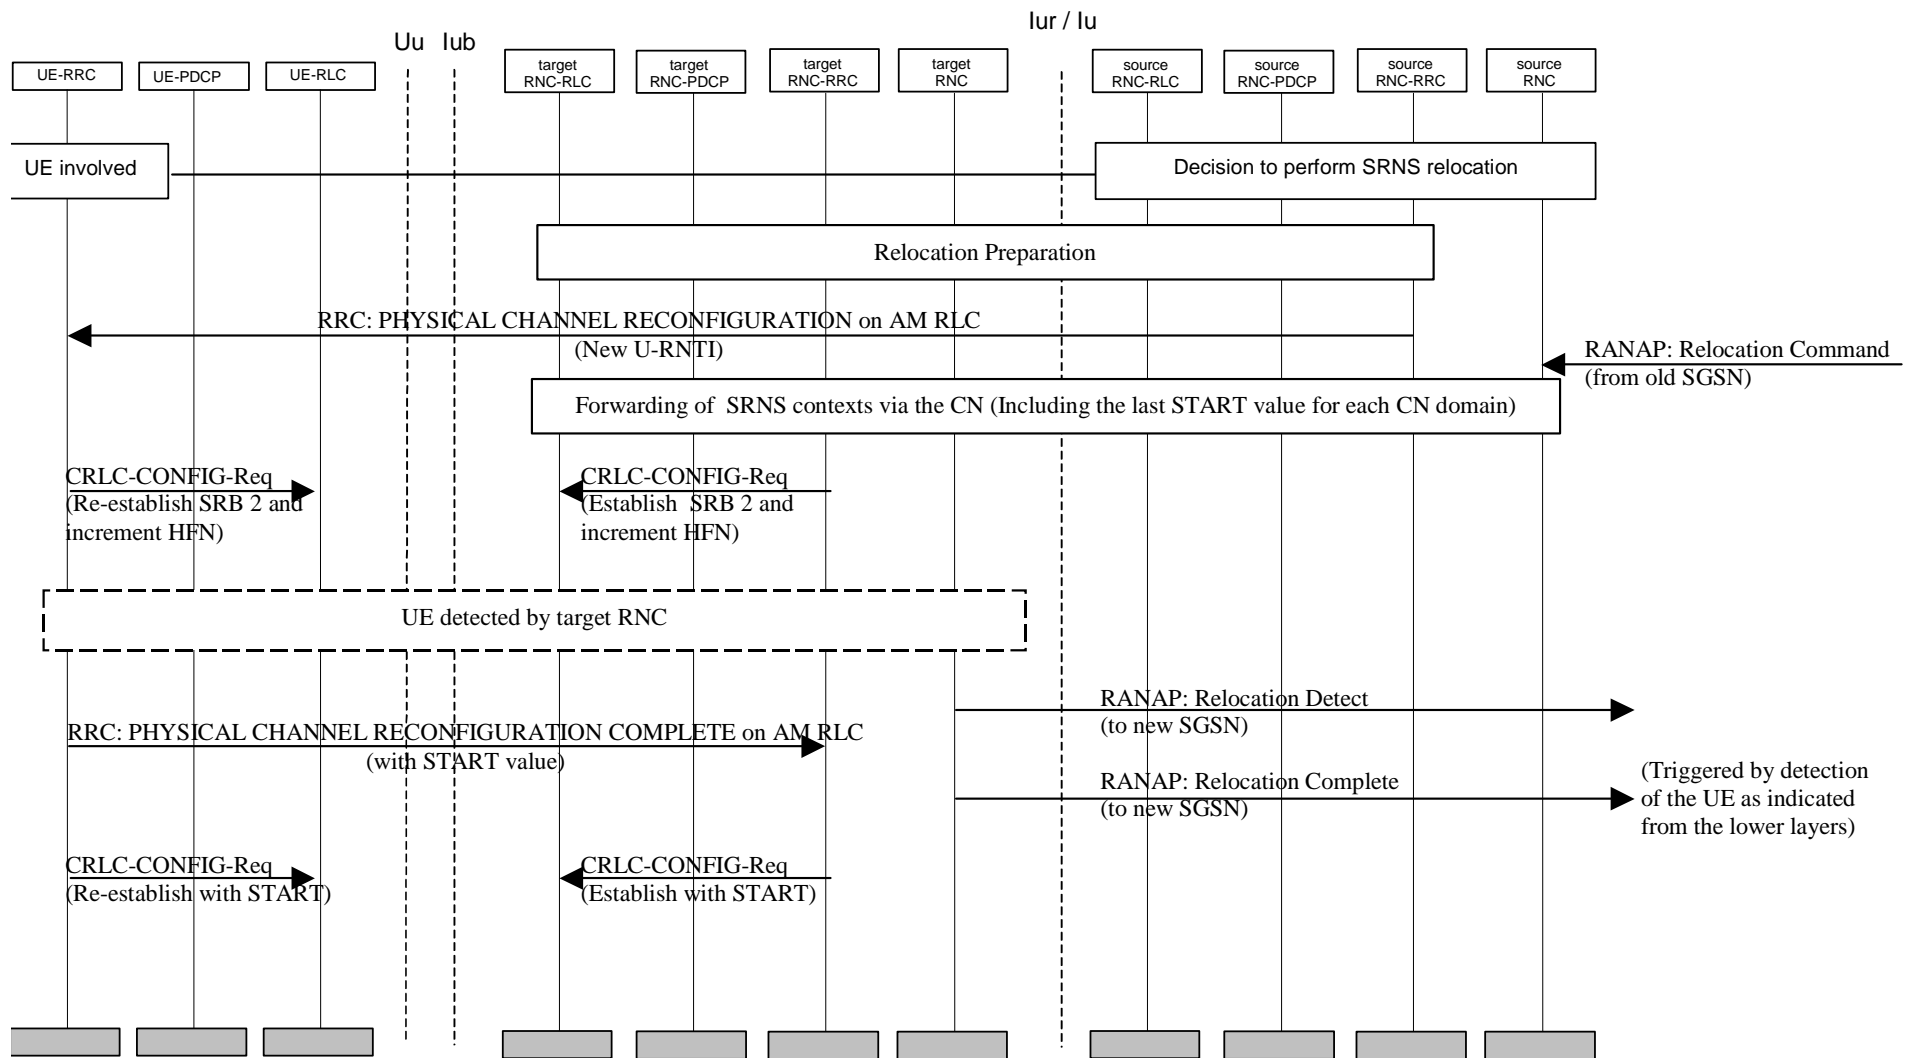 Iur / Iu
Uu Iub
UE-RRC UE-PDCP UE-RLC
target
RNC-RLC
target
RNC-PDCP
target
RNC-RRC
target
RNC
source
RNC-RLC
source
RNC-PDCP
source
RNC-RRC
source
RNC
UE involved
Decision to perform SRNS relocation
Relocation Preparation
RRC: PHYSICAL CHANNEL RECONFIGURATION on AM RLC
(New U-RNTI)
RANAP: Relocation Command
(from old SGSN)
Forwarding of SRNS contexts via the CN (Including the last START value for each CN domain)
CRLC-CONFIG-Req
(Re-establish SRB 2 and
increment HFN)
CRLC-CONFIG-Req
(Establish SRB 2 and
increment HFN)
UE detected by target RNC
RANAP: Relocation Detect
(to new SGSN)
RRC: PHYSICAL CHANNEL RECONFIGURATION COMPLETE on AM RLC
(with START value)
RANAP: Relocation Complete
(to new SGSN)
(Triggered by detection
of the UE as indicated
from the lower layers)
CRLC-CONFIG-Req
(Re-establish with START)
CRLC-CONFIG-Req
(Establish with START)